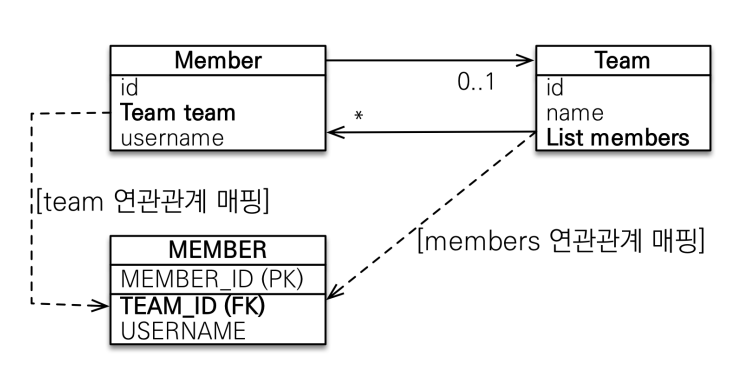 Member
id
Team team
username
0..1
*
Team
id
name
List members
[team 연관관계 매핑]
[members 연관관계 매핑]
MEMBER
MEMBER_ID (PK)
TEAM_ID (FK)
USERNAME